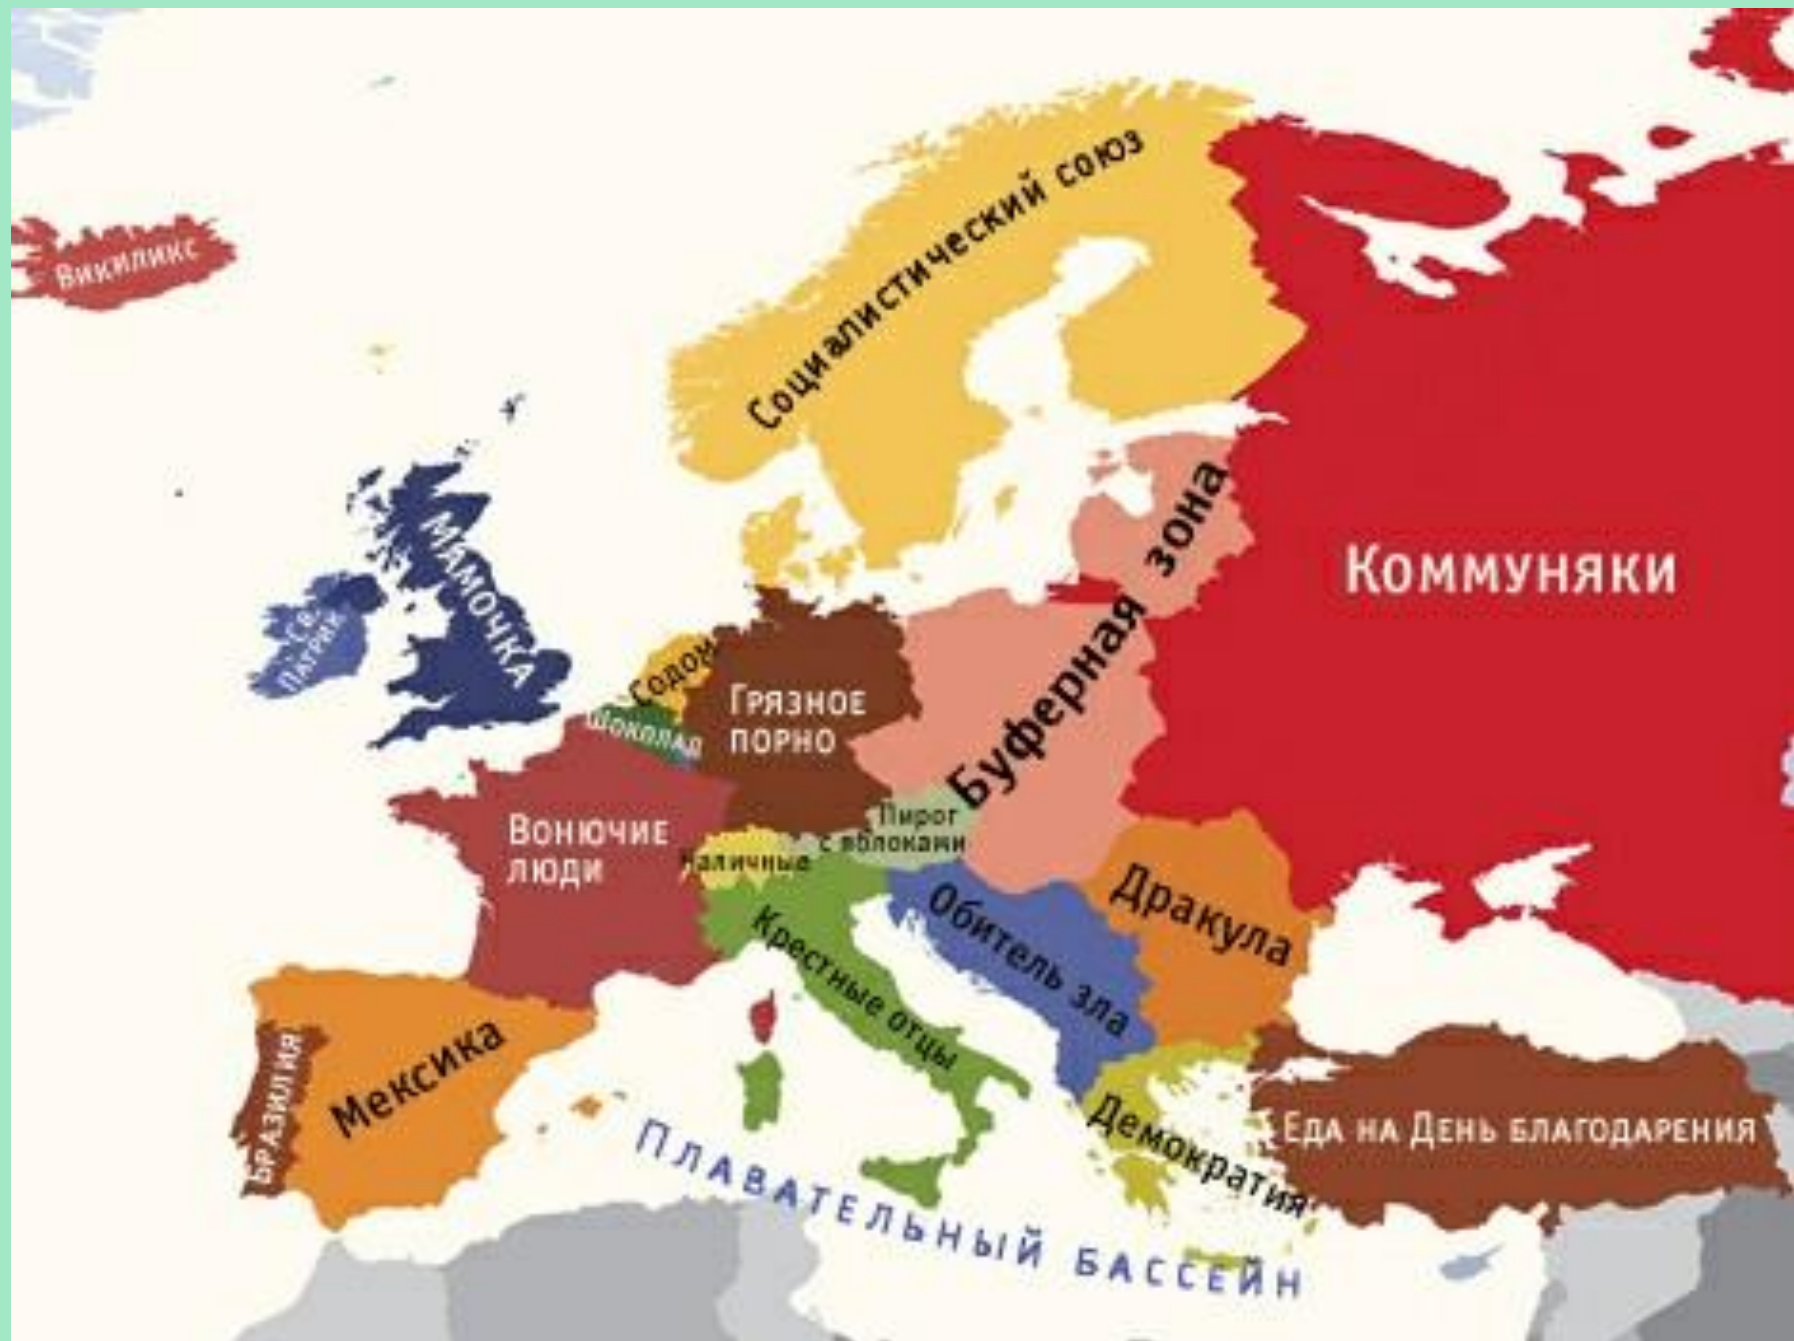 Социалистический союз
Викиликс
Мамочка
Св.
Патрик
Буферная зона
Коммуняки
Содом
Шоколад
Грязное
порно
Вонючие
люди
Пирог
с яблоками
Наличные
Дракула
Обитель зла
Крестные отцы
Мексика
Бразилия
Демократия
Еда на День благодарения
Плавательный бассейн